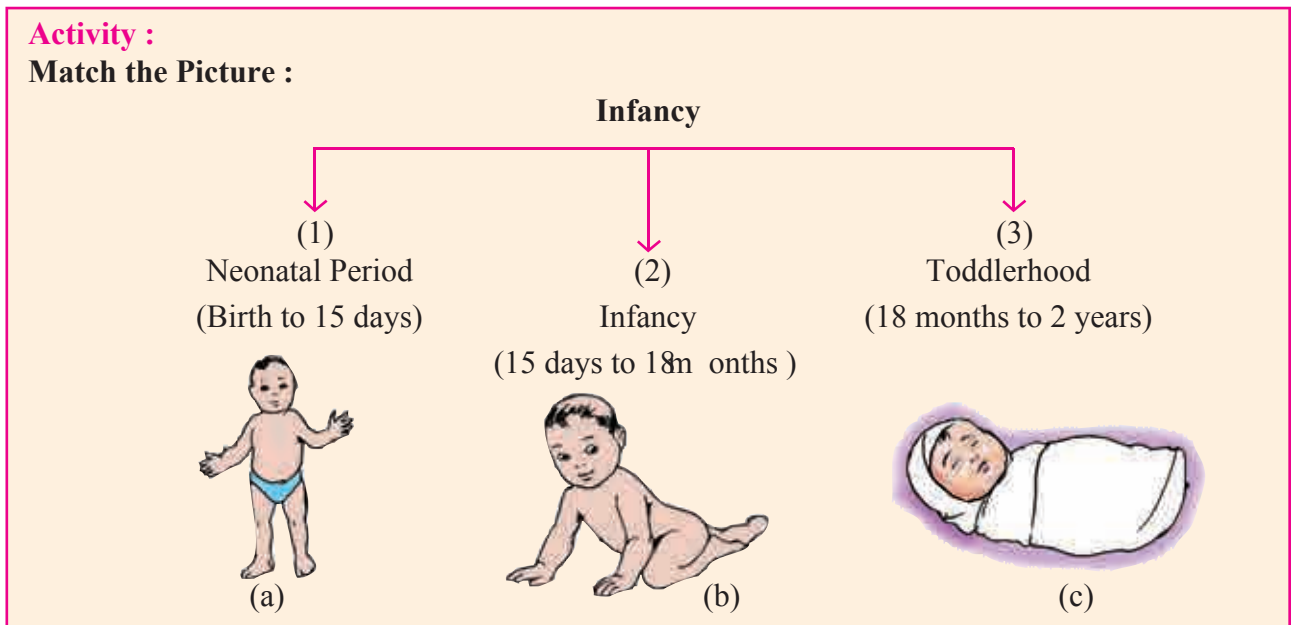 Activity :
Match the Picture :
Infancy
(1)
Neonatal Period
(Birth to 15 days)
(2)
Infancy
(15 days to 18m onths )
(3)
Toddlerhood
(18 months to 2 years)
(a)
(b)
(c)